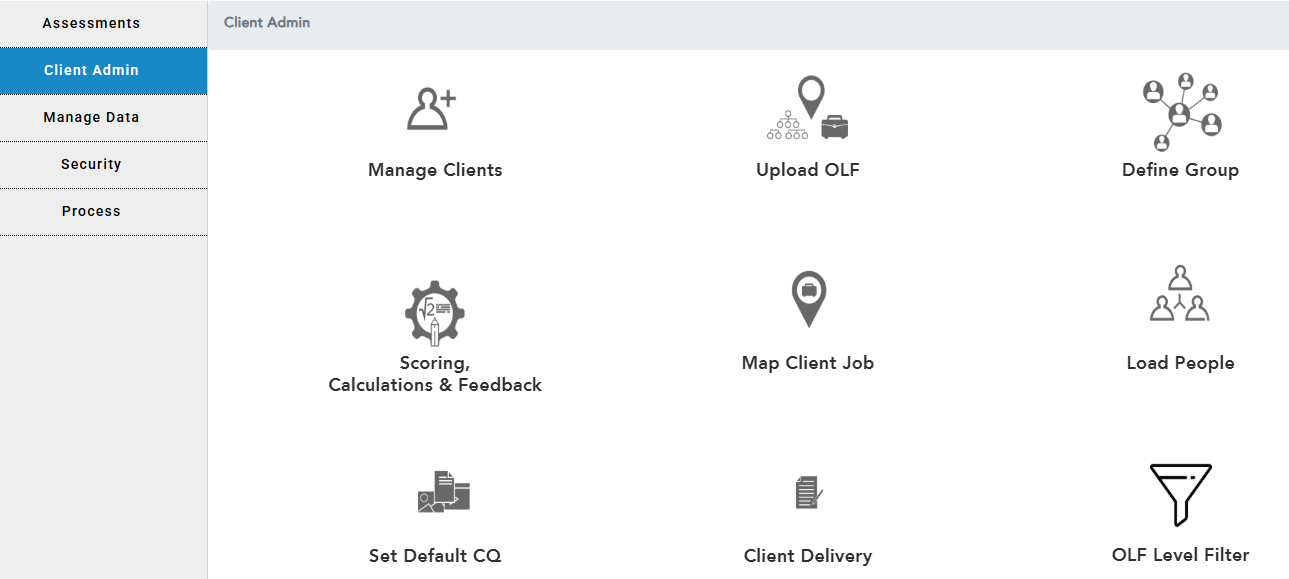 Assessments
Client Admin
Manage Data
Security
Process
Client Admin
Manage Clients
Upload OLF
Define Group
Scoring,
Calculations & Feedback
Map Client Job
Load People
Set Default CQ
Client Delivery
OLF Level Filter